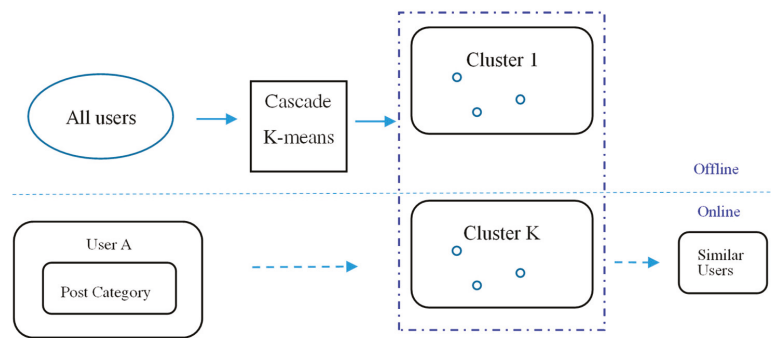 All users
Cascade
K-means
Cluster 1
Offline
Online
User A
Post Category
Cluster K
Similar
Users